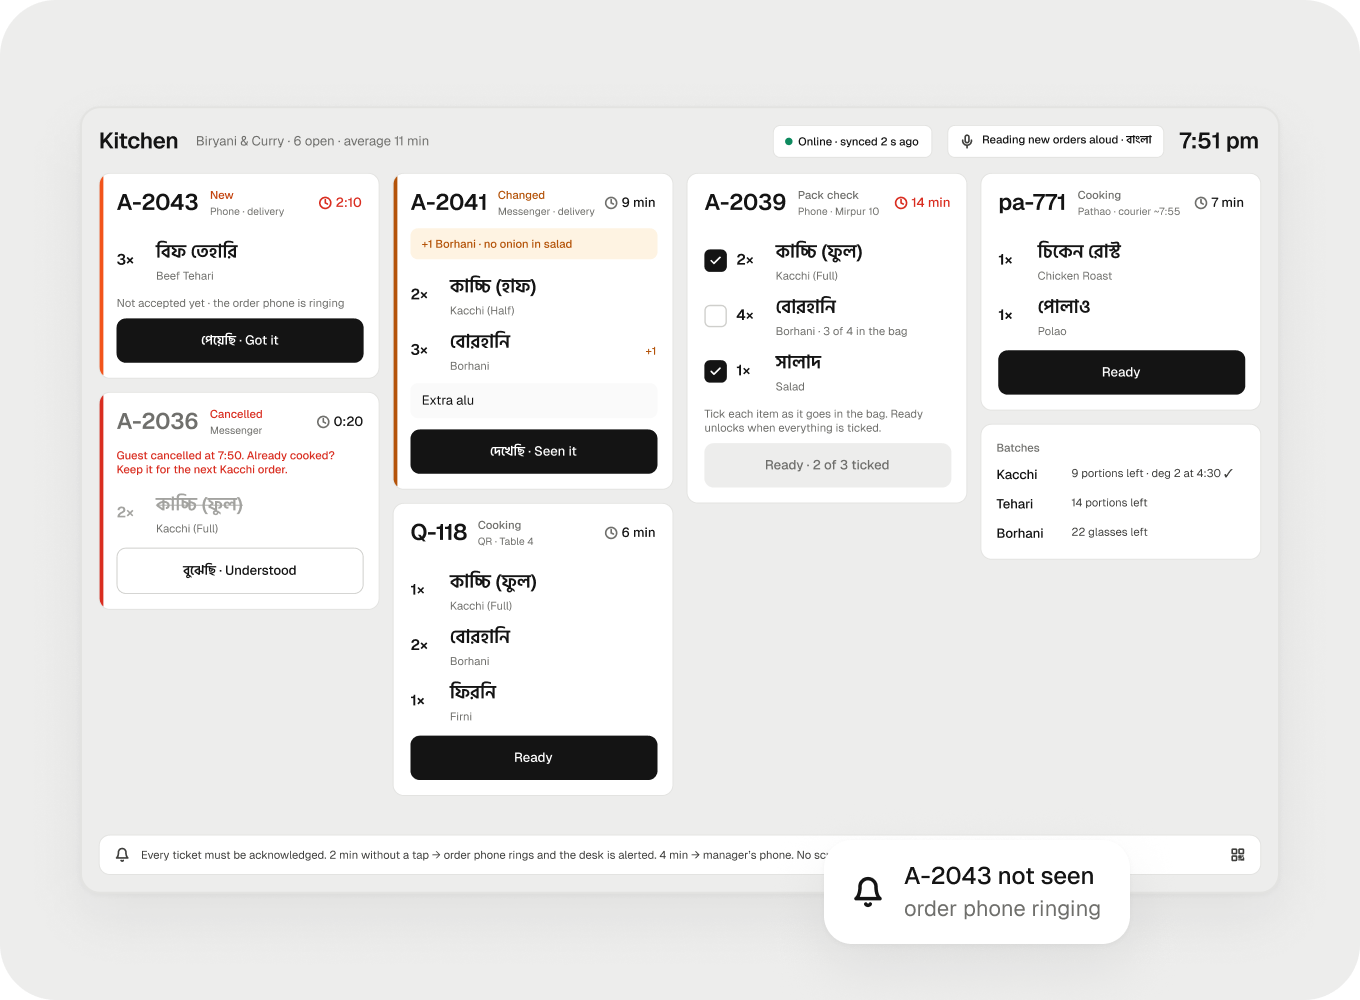 Kitchen
Biryani & Curry · 6 open · average 11 min
Online · synced 2 s ago
Reading new orders aloud · বাংলা
7:51 pm
A-2043
New
Phone · delivery
2:10
3×
বিফ তেহারি
Beef Tehari
Not accepted yet · the order phone is ringing
পেয়েছি · Got it
A-2036
Cancelled
Messenger
0:20
Guest cancelled at 7:50. Already cooked?
Keep it for the next Kacchi order.
2×
কাচ্চি (ফুল)
Kacchi (Full)
বুঝেছি · Understood
A-2041
Changed
Messenger · delivery
9 min
+1 Borhani · no onion in salad
2×
কাচ্চি (হাফ)
Kacchi (Half)
3×
বোরহানি
+1
Borhani
Extra alu
দেখেছি · Seen it
Q-118
Cooking
QR · Table 4
6 min
1×
কাচ্চি (ফুল)
Kacchi (Full)
2×
বোরহানি
Borhani
1×
ফিরনি
Firni
Ready
A-2039
Pack check
Phone · Mirpur 10
14 min
2×
কাচ্চি (ফুল)
Kacchi (Full)
4×
বোরহানি
Borhani · 3 of 4 in the bag
1×
সালাদ
Salad
Tick each item as it goes in the bag. Ready
unlocks when everything is ticked.
Ready · 2 of 3 ticked
pa-771
Cooking
Pathao · courier ~7:55
7 min
1×
চিকেন রোস্ট
Chicken Roast
1×
পোলাও
Polao
Ready
Batches
Kacchi
9 portions left · deg 2 at 4:30 ✓
Tehari
14 portions left
Borhani
22 glasses left
Every ticket must be acknowledged. 2 min without a tap → order phone rings and the desk is alerted. 4 min → manager's phone. No
A-2043 not seen
order phone ringing